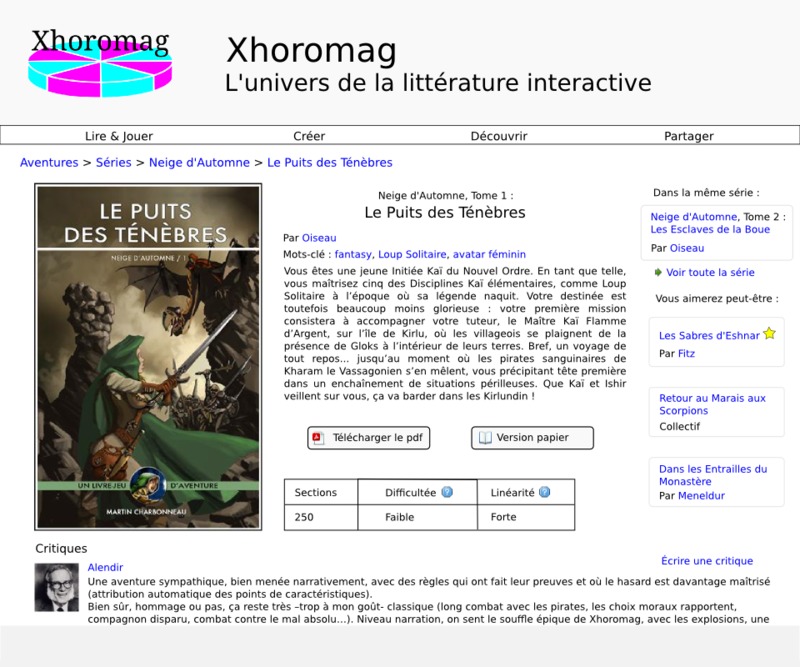 Xhoromag
Xhoromag
L'univers de la littérature interactive
Lire & Jouer
Créer
Découvrir
Partager
Aventures > Séries > Neige d'Automne > Le Puits des Ténèbres
LE PUITS
DES TÉNÈBRES
NEIGE D'AUTOMNE / 1
UN LIVRE JEU D'AVENTURE
MARTIN CHARBONNEAU
Neige d'Automne, Tome 1 :
Le Puits des Ténèbres
Par Oiseau
Mots-clé : fantasy, Loup Solitaire, avatar féminin
Vous êtes une jeune Initiée Kaï du Nouvel Ordre. En tant que telle,
vous maîtrisez cinq des Disciplines Kaï élémentaires, comme Loup
Solitaire à l'époque où sa légende naquit. Votre destinée est
toutefois beaucoup moins glorieuse : votre première mission
consistera à accompagner votre tuteur, le Maître Kaï Flamme
d'Argent, sur l'île de Kirlu, où les villageois se plaignent de la
présence de Gloks à l'intérieur de leurs terres. Bref, un voyage de
tout repos... jusqu'au moment où les pirates sanguinaires de
Kharam le Vassagonien s'en mêlent, vous précipitant tête première
dans un enchaînement de situations périlleuses. Que Kaï et Ishir
veillent sur vous, ça va barder dans les Kirlundin !
Télécharger le pdf
Version papier
Sections
Difficultée ?
Linéarité ?
250
Faible
Forte
Dans la même série :
Neige d'Automne, Tome 2 :
Les Esclaves de la Boue
Par Oiseau
Voir toute la série
Vous aimerez peut-être :
Les Sabres d'Eshnar
Par Fitz
Retour au Marais aux
Scorpions
Collectif
Dans les Entrailles du
Monastère
Par Meneldur
Critiques
Écrire une critique
Alendir
Une aventure sympathique, bien menée narrativement, avec des règles qui ont fait leur preuves et où le hasard est davantage maîtrisé
(attribution automatique des points de caractéristiques).
Bien sûr, hommage ou pas, ça reste très –trop à mon goût- classique (long combat avec les pirates, les choix moraux rapportent,
compagnon disparu, combat contre le mal absolu...). Niveau narration, on sent le souffle épique de Xhoromag, avec les explosions, une